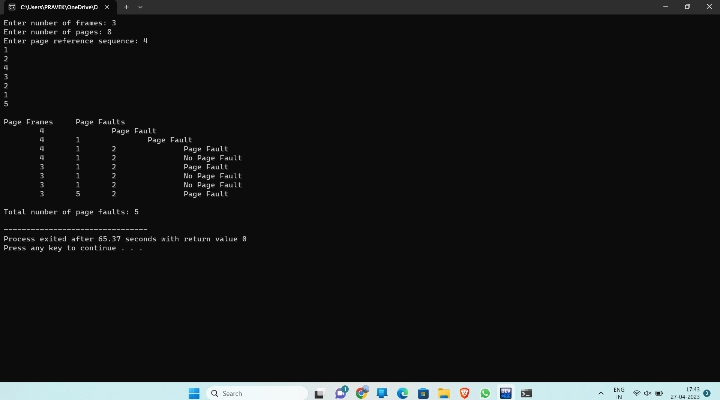 C:\Users\PRAVEK\OneDrive\D
Enter number of frames: 3
Enter number of pages: 8
Enter page reference sequence: 4
1
2
4
3
2
1
5
Page Frames Page Faults
4 Page Fault
4 1 Page Fault
4 1 2 Page Fault
4 1 2 No Page Fault
3 1 2 Page Fault
3 1 2 No Page Fault
3 1 2 No Page Fault
3 5 2 Page Fault
Total number of page faults: 5
--------------------------------
Process exited after 65.37 seconds with return value 0
Press any key to continue . . .
Search
ENG
IN
17:43
27-04-2023